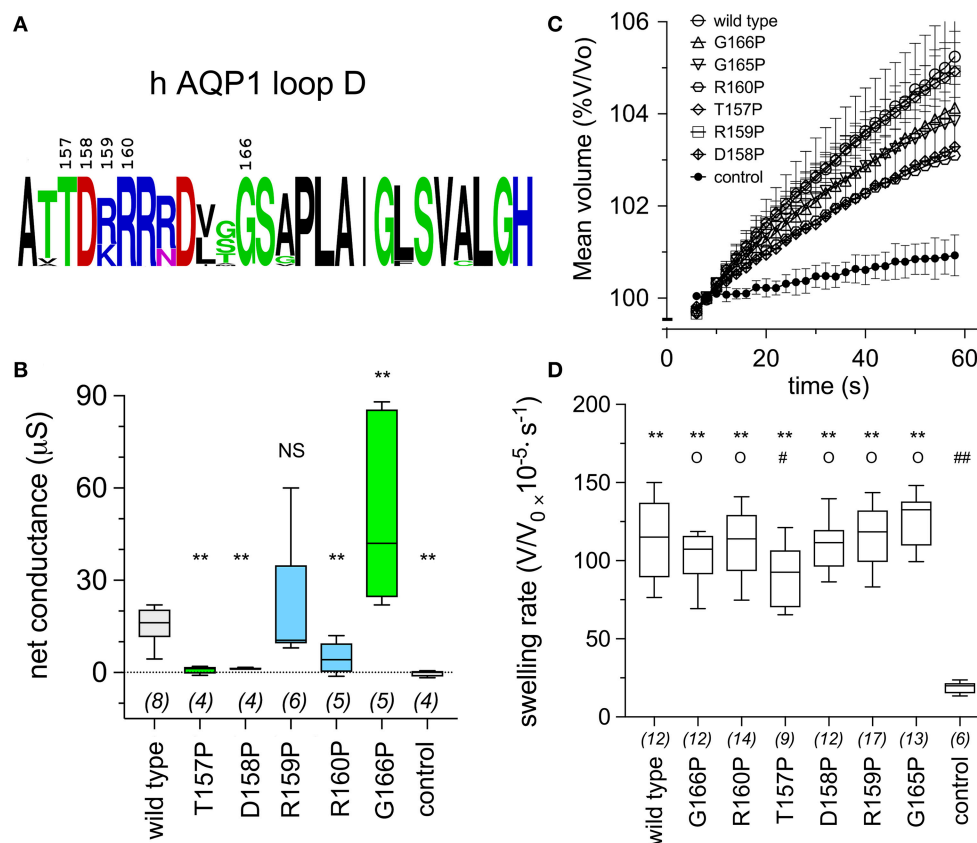 A
h AQP1 loop D
157
158
159
160
166
B
net conductance (μS)
90
60
30
0
**
**
NS
**
**
**
(8)
(4)
(4)
(6)
(5)
(5)
(4)
wild type
T157P
D158P
R159P
R160P
G166P
control
C
Mean volume (%V/Vo)
106
104
102
100
wild type
G166P
G165P
R160P
T157P
R159P
D158P
control
0
20
40
60
time (s)
D
swelling rate (V/V₀ × 10⁻⁵· s⁻¹)
200
150
100
50
0
** ** ** ** ** ** **
O O # O O O ##
(12) (12) (14) (9) (12) (17) (13) (6)
wild type
G166P
R160P
T157P
D158P
R159P
G165P
control